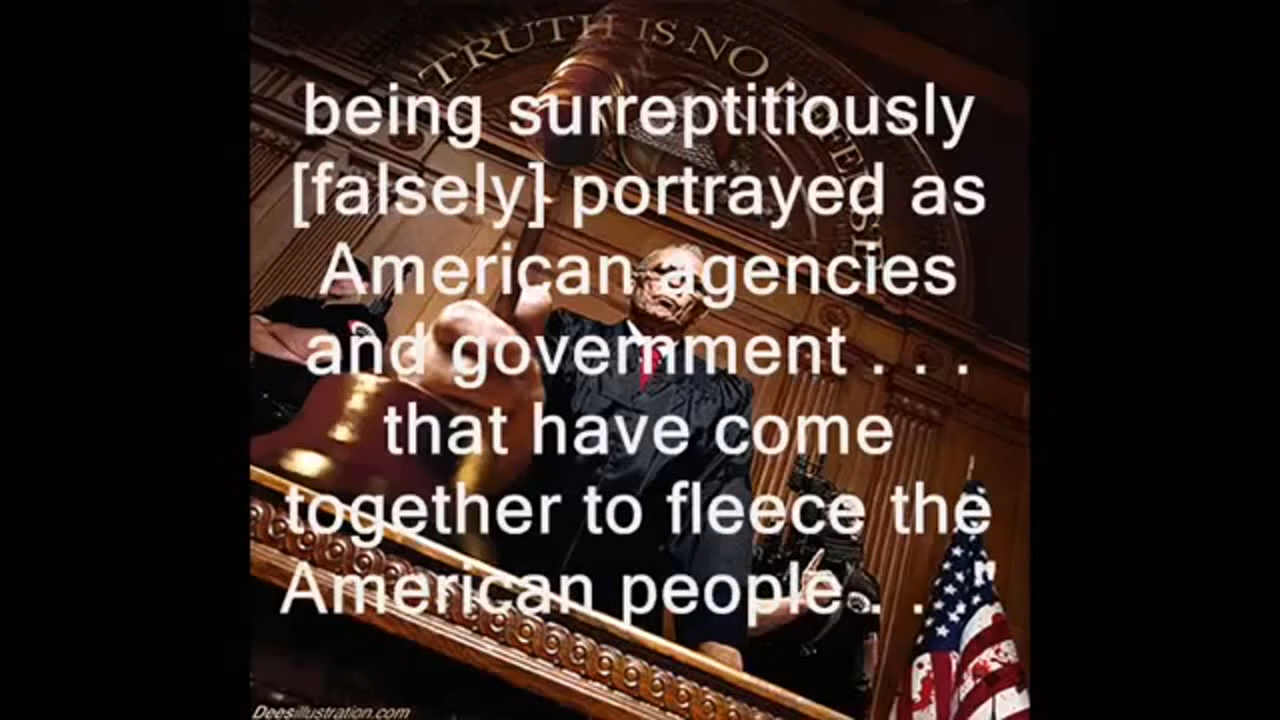 TRUTH IS NO DEFENSE
being surreptitiously
[falsely] portrayed as
American agencies
and government . . .
that have come
together to fleece the
American people . . ."
Deesillustration.com